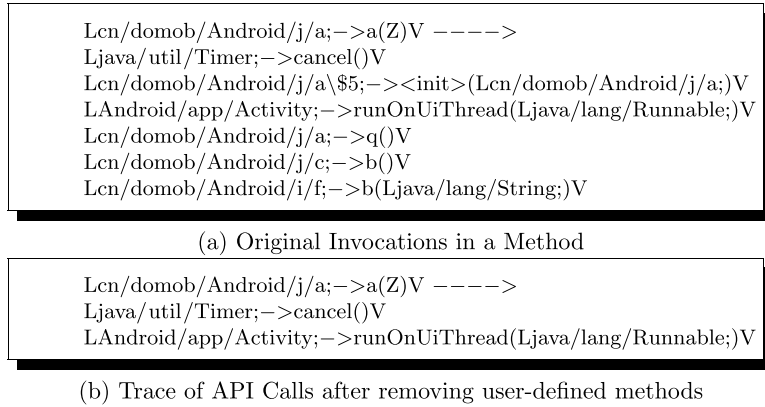 Lcn/domob/Android/j/a;−>a(Z)V −−−−>
Ljava/util/Timer;−>cancel()V
Lcn/domob/Android/j/a\$5;−><init>(Lcn/domob/Android/j/a;)V
LAndroid/app/Activity;−>runOnUiThread(Ljava/lang/Runnable;)V
Lcn/domob/Android/j/a;−>q()V
Lcn/domob/Android/j/c;−>b()V
Lcn/domob/Android/i/f;−>b(Ljava/lang/String;)V
(a) Original Invocations in a Method
Lcn/domob/Android/j/a;−>a(Z)V −−−−>
Ljava/util/Timer;−>cancel()V
LAndroid/app/Activity;−>runOnUiThread(Ljava/lang/Runnable;)V
(b) Trace of API Calls after removing user-defined methods